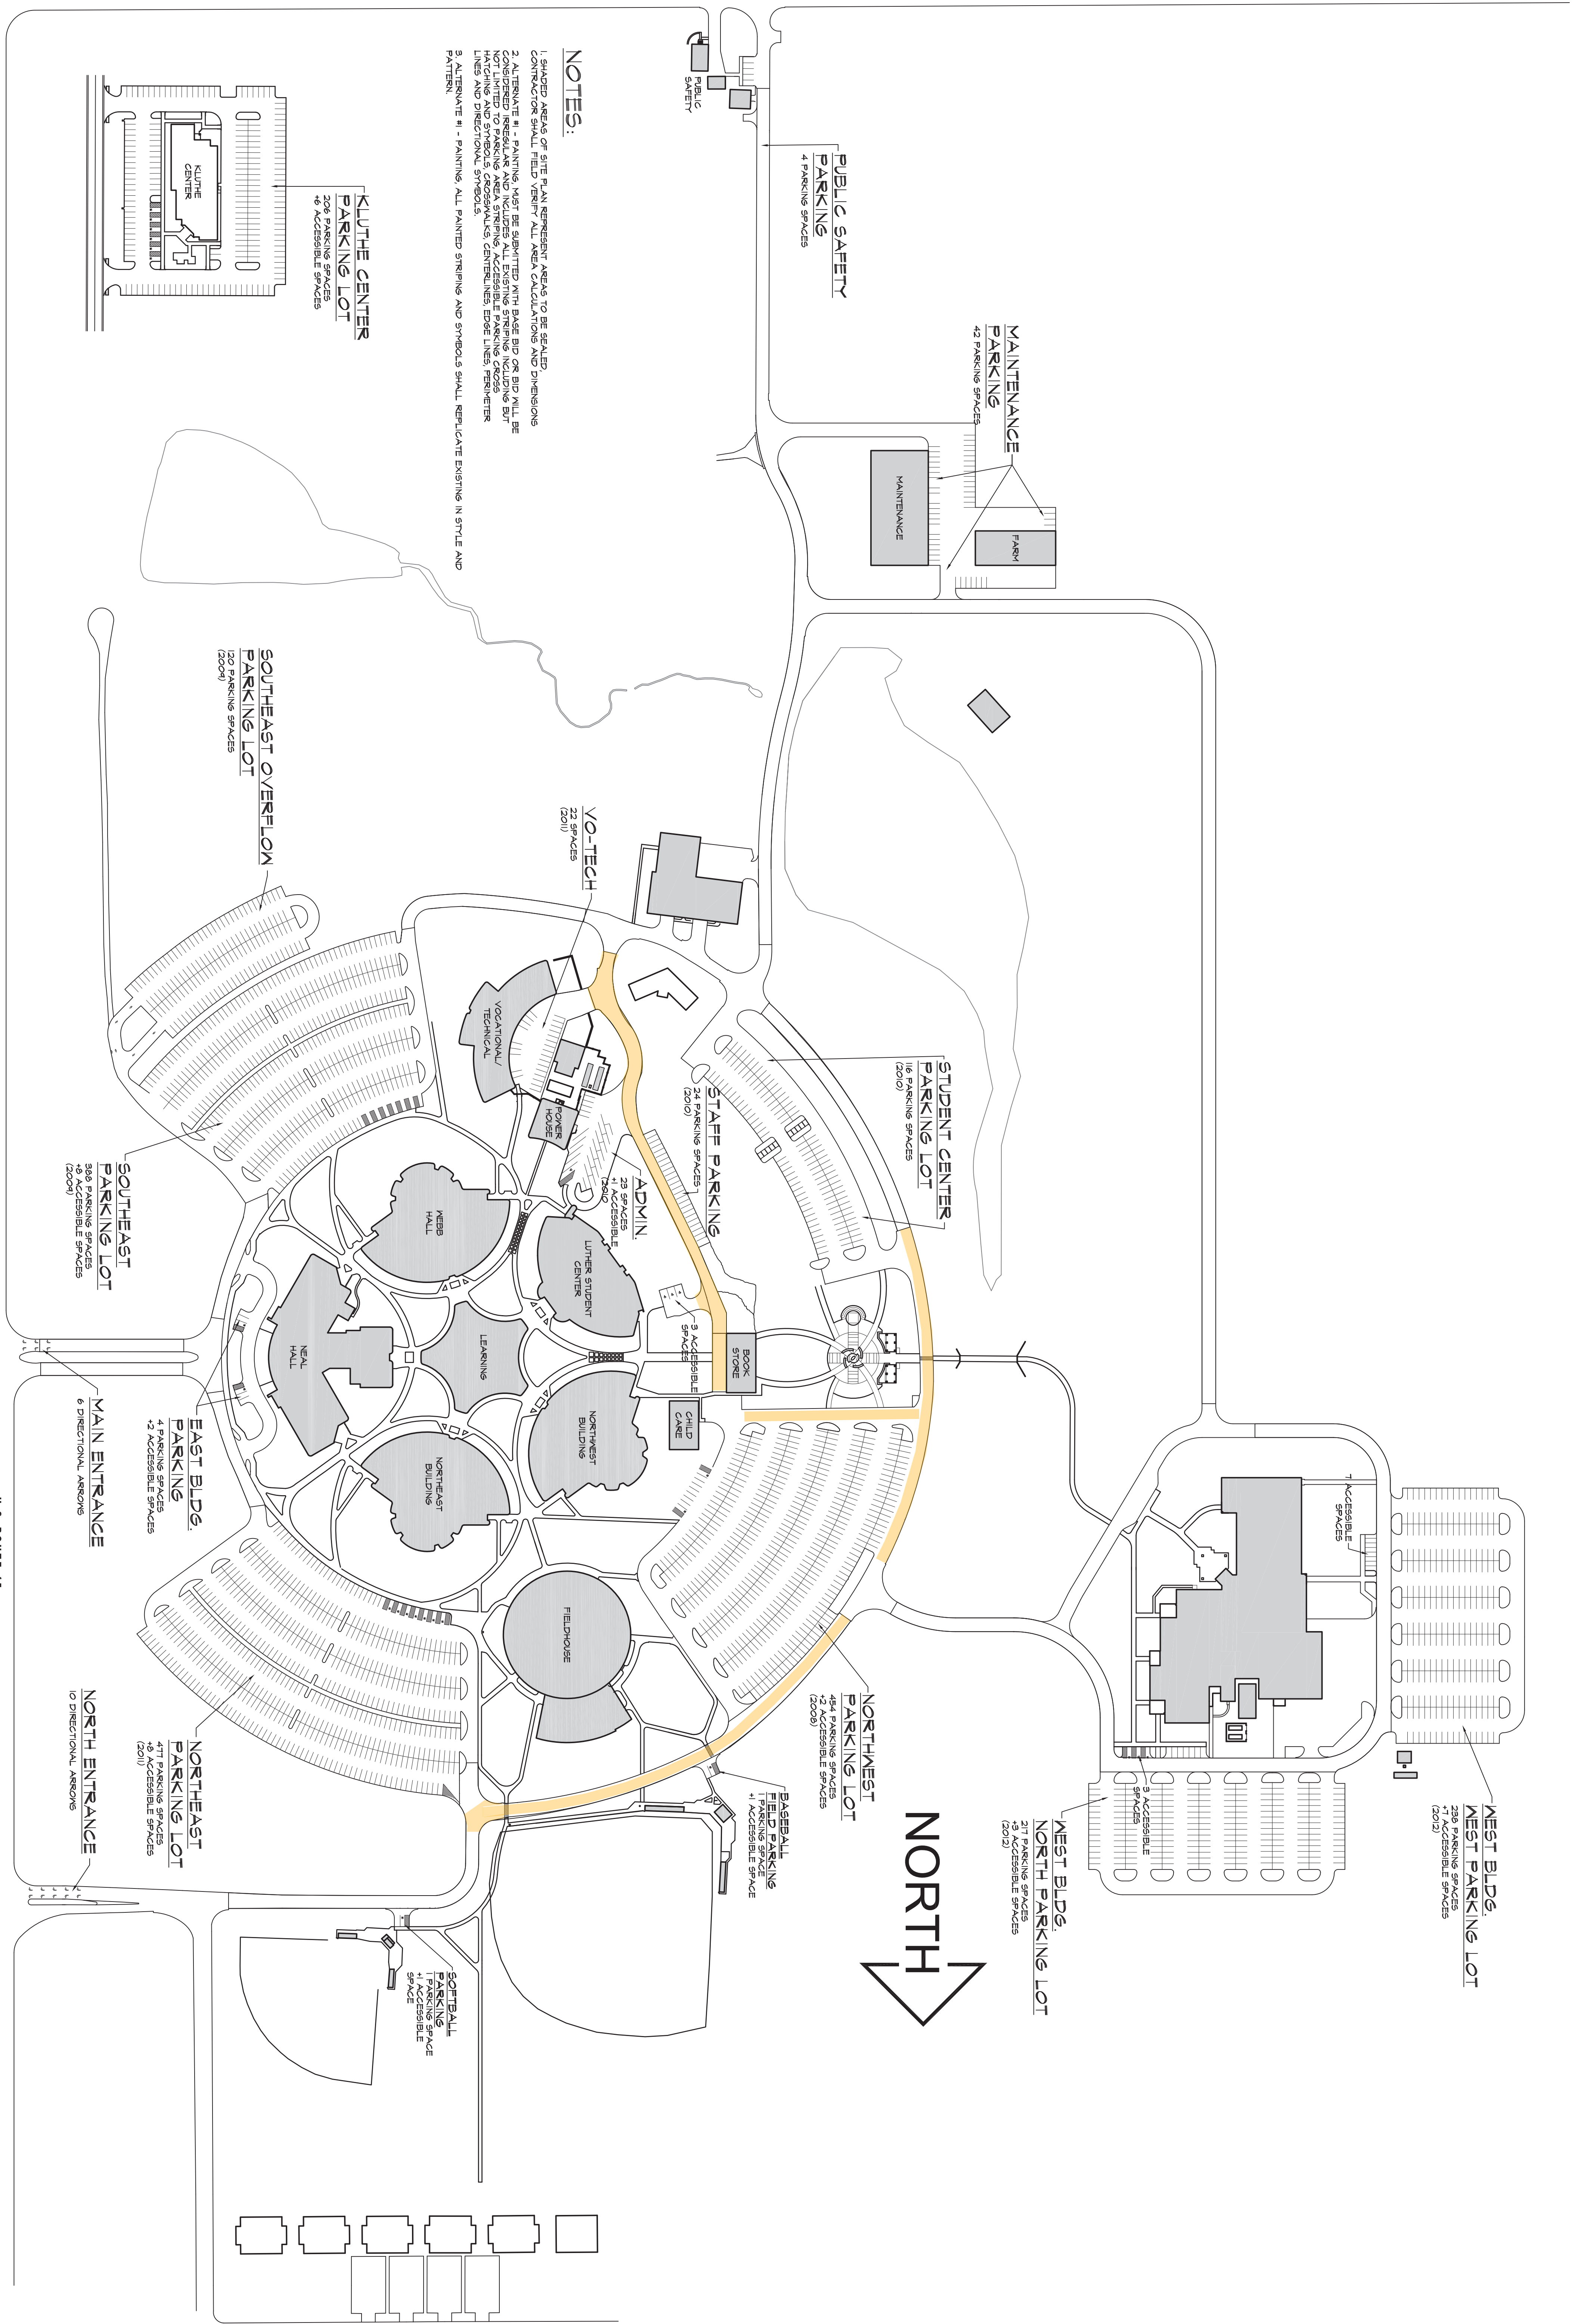 NOTES:
1. SHADED AREAS OF SITE PLAN REPRESENT AREAS TO BE SEALED.
CONTRACTOR SHALL FIELD VERIFY ALL AREA CALCULATIONS AND DIMENSIONS
2. ALTERNATE #1 - PAINTING, MUST BE SUBMITTED WITH BASE BID OR BID WILL BE
CONSIDERED IRREGULAR AND INCLUDES ALL EXISTING STRIPING INCLUDING BUT
NOT LIMITED TO PARKING AREA STRIPING, ACCESSIBLE PARKING CROSS
HATCHING AND SYMBOLS, CROSSWALKS, CENTERLINES, EDGE LINES, PERIMETER
LINES AND DIRECTIONAL SYMBOLS.
3. ALTERNATE #1 - PAINTING, ALL PAINTED STRIPING AND SYMBOLS SHALL REPLICATE EXISTING IN STYLE AND
PATTERN.
PUBLIC
SAFETY
PUBLIC SAFETY
PARKING
4 PARKING SPACES
MAINTENANCE
PARKING
42 PARKING SPACES
MAINTENANCE
FARM
KLUTHE
CENTER
KLUTHE CENTER
PARKING LOT
206 PARKING SPACES
+6 ACCESSIBLE SPACES
SOUTHEAST OVERFLOW
PARKING LOT
120 PARKING SPACES
(2009)
VO-TECH
22 SPACES
(2011)
VOCATIONAL/
TECHNICAL
POWER
HOUSE
STAFF PARKING
24 PARKING SPACES
(2010)
STUDENT CENTER
PARKING LOT
116 PARKING SPACES
(2010)
ADMIN.
23 SPACES
+1 ACCESSIBLE
(2010
SOUTHEAST
PARKING LOT
388 PARKING SPACES
+8 ACCESSIBLE SPACES
(2009)
WEBB
HALL
LUTHER STUDENT
CENTER
3 ACCESSIBLE
SPACES
BOOK
STORE
LEARNING
NEAL
HALL
CHILD
CARE
NORTHWEST
BUILDING
NORTHEAST
BUILDING
FIELDHOUSE
EAST BLDG.
PARKING
4 PARKING SPACES
+2 ACCESSIBLE SPACES
MAIN ENTRANCE
6 DIRECTIONAL ARROWS
NORTHWEST
PARKING LOT
454 PARKING SPACES
+2 ACCESSIBLE SPACES
(2008)
NORTHEAST
PARKING LOT
477 PARKING SPACES
+8 ACCESSIBLE SPACES
(2011)
NORTH ENTRANCE
10 DIRECTIONAL ARROWS
BASEBALL
FIELD PARKING
1 PARKING SPACE
+1 ACCESSIBLE SPACE
SOFTBALL
PARKING
1 PARKING SPACE
+1 ACCESSIBLE
SPACE
7 ACCESSIBLE
SPACES
3 ACCESSIBLE
SPACES
WEST BLDG.
WEST PARKING LOT
238 PARKING SPACES
+7 ACCESSIBLE SPACES
(2012)
WEST BLDG.
NORTH PARKING LOT
217 PARKING SPACES
+3 ACCESSIBLE SPACES
(2012)
NORTH